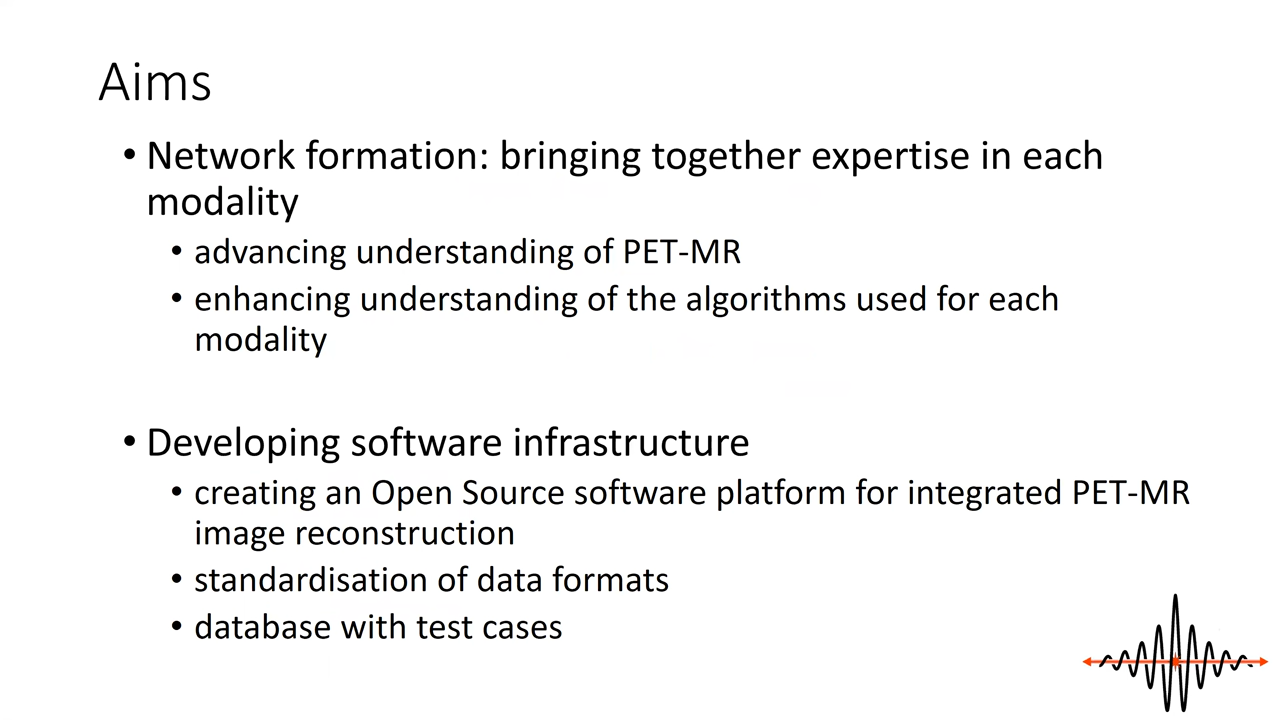 Aims
• Network formation: bringing together expertise in each
modality
• advancing understanding of PET-MR
• enhancing understanding of the algorithms used for each
modality
• Developing software infrastructure
• creating an Open Source software platform for integrated PET-MR
image reconstruction
• standardisation of data formats
• database with test cases